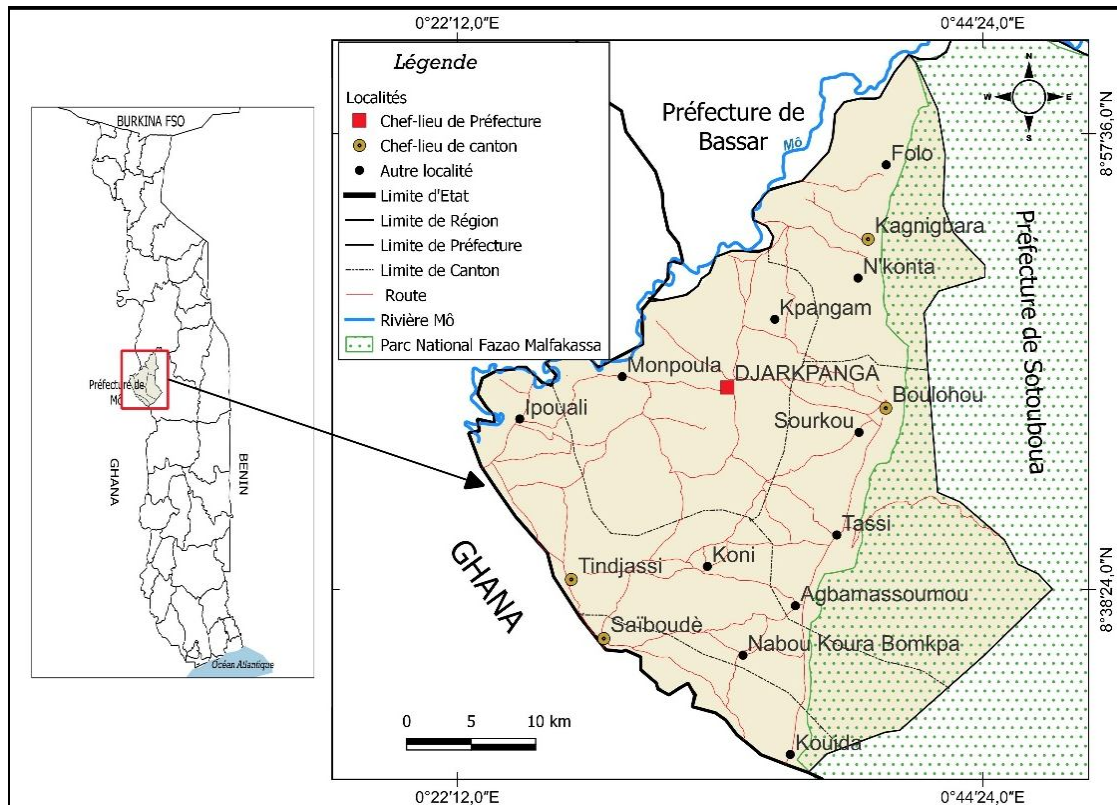 0°22'12,0"E
0°44'24,0"E
Légende
Localités
Chef-lieu de Préfecture
Chef-lieu de canton
Autre localité
Limite d'Etat
Limite de Région
Limite de Préfecture
Limite de Canton
Route
Rivière Mô
Parc National Fazao Malfakassa
BURKINA FSO
Préfecture de
Mô
GHANA
BENIN
Océan Atlantique
Préfecture de
Bassar
Mô
N
W
E
S
8°57'36,0"N
Folo
Kagnigbara
N'konta
Kpangam
Préfecture de Sotouboua
Monpoula
DJARKPANGA
Ipouali
Boulohou
Sourkou
Tassi
GHANA
Koni
Tindjassi
8°38'24,0"N
Agbamassoumou
Saïboudè
Nabou Koura Bomkpa
Kouida
0 5 10 km
0°22'12,0"E
0°44'24,0"E